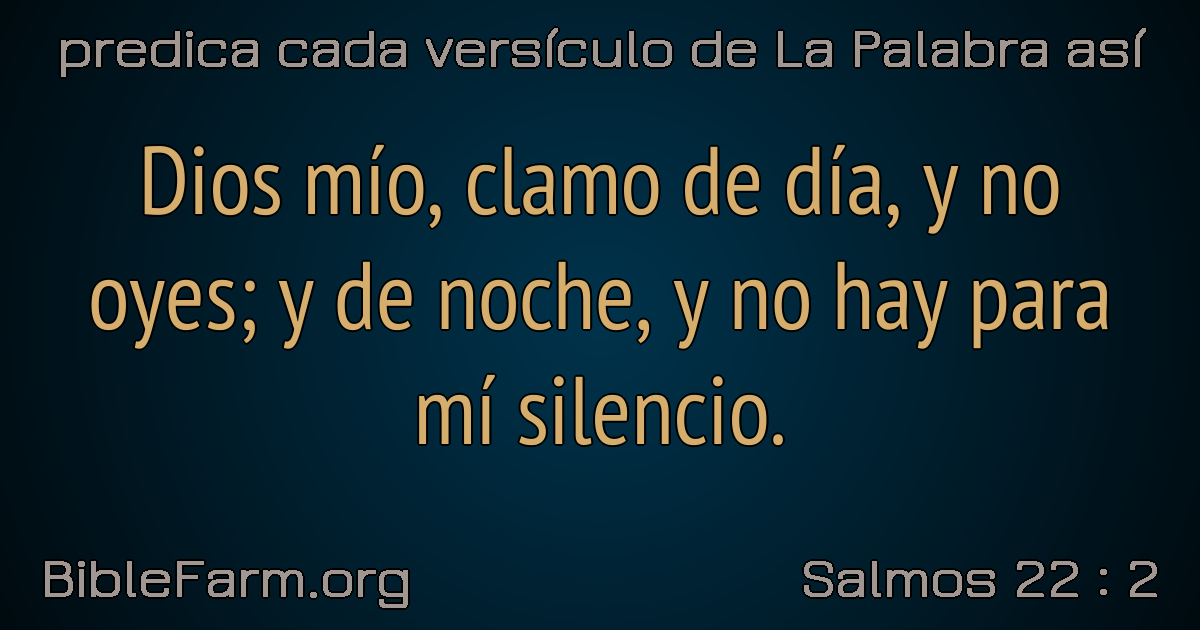 predica cada versículo de La Palabra así
Dios mío, clamo de día, y no
oyes; y de noche, y no hay para
mí silencio.
BibleFarm.org
Salmos 22 : 2